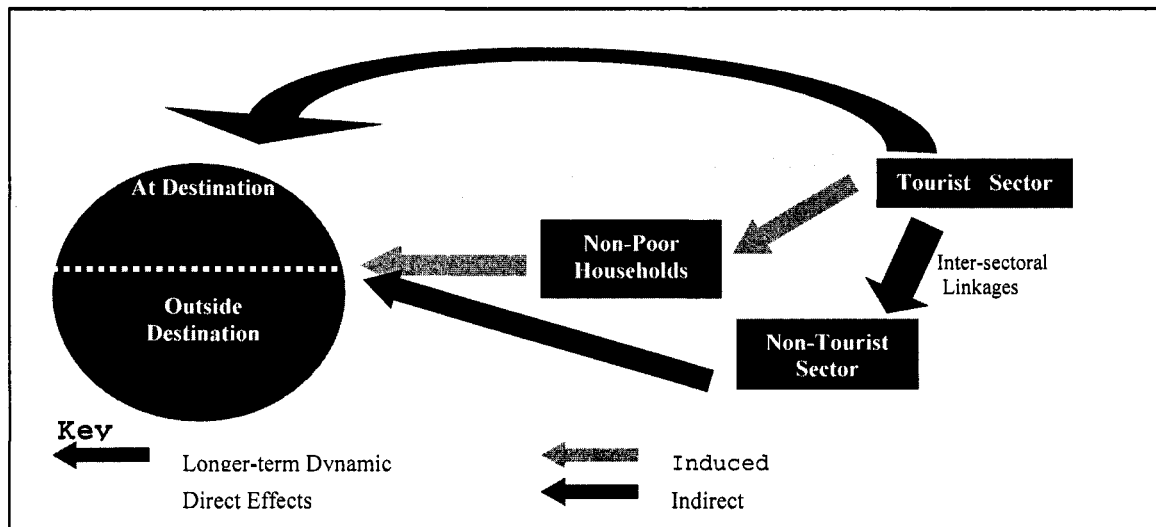 At Destination
Outside
Destination
Non-Poor
Households
Tourist Sector
Inter-sectoral
Linkages
Non-Tourist
Sector
Key
Longer-term Dynamic
Direct Effects
Induced
Indirect